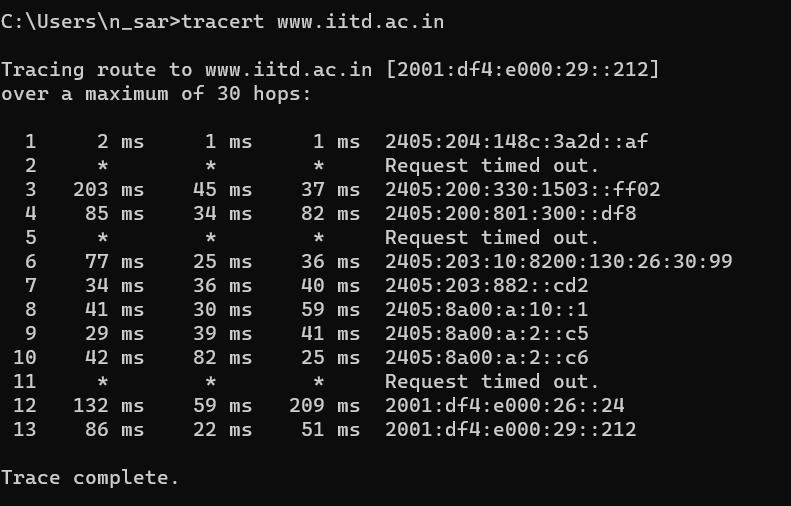 C:\Users\n_sar>tracert www.iitd.ac.in
Tracing route to www.iitd.ac.in [2001:df4:e000:29::212]
over a maximum of 30 hops:
1 2 ms 1 ms 1 ms 2405:204:148c:3a2d::af
2 * * * Request timed out.
3 203 ms 45 ms 37 ms 2405:200:330:1503::ff02
4 85 ms 34 ms 82 ms 2405:200:801:300::df8
5 * * * Request timed out.
6 77 ms 25 ms 36 ms 2405:203:10:8200:130:26:30:99
7 34 ms 36 ms 40 ms 2405:203:882::cd2
8 41 ms 30 ms 59 ms 2405:8a00:a:10::1
9 29 ms 39 ms 41 ms 2405:8a00:a:2::c5
10 42 ms 82 ms 25 ms 2405:8a00:a:2::c6
11 * * * Request timed out.
12 132 ms 59 ms 209 ms 2001:df4:e000:26::24
13 86 ms 22 ms 51 ms 2001:df4:e000:29::212
Trace complete.